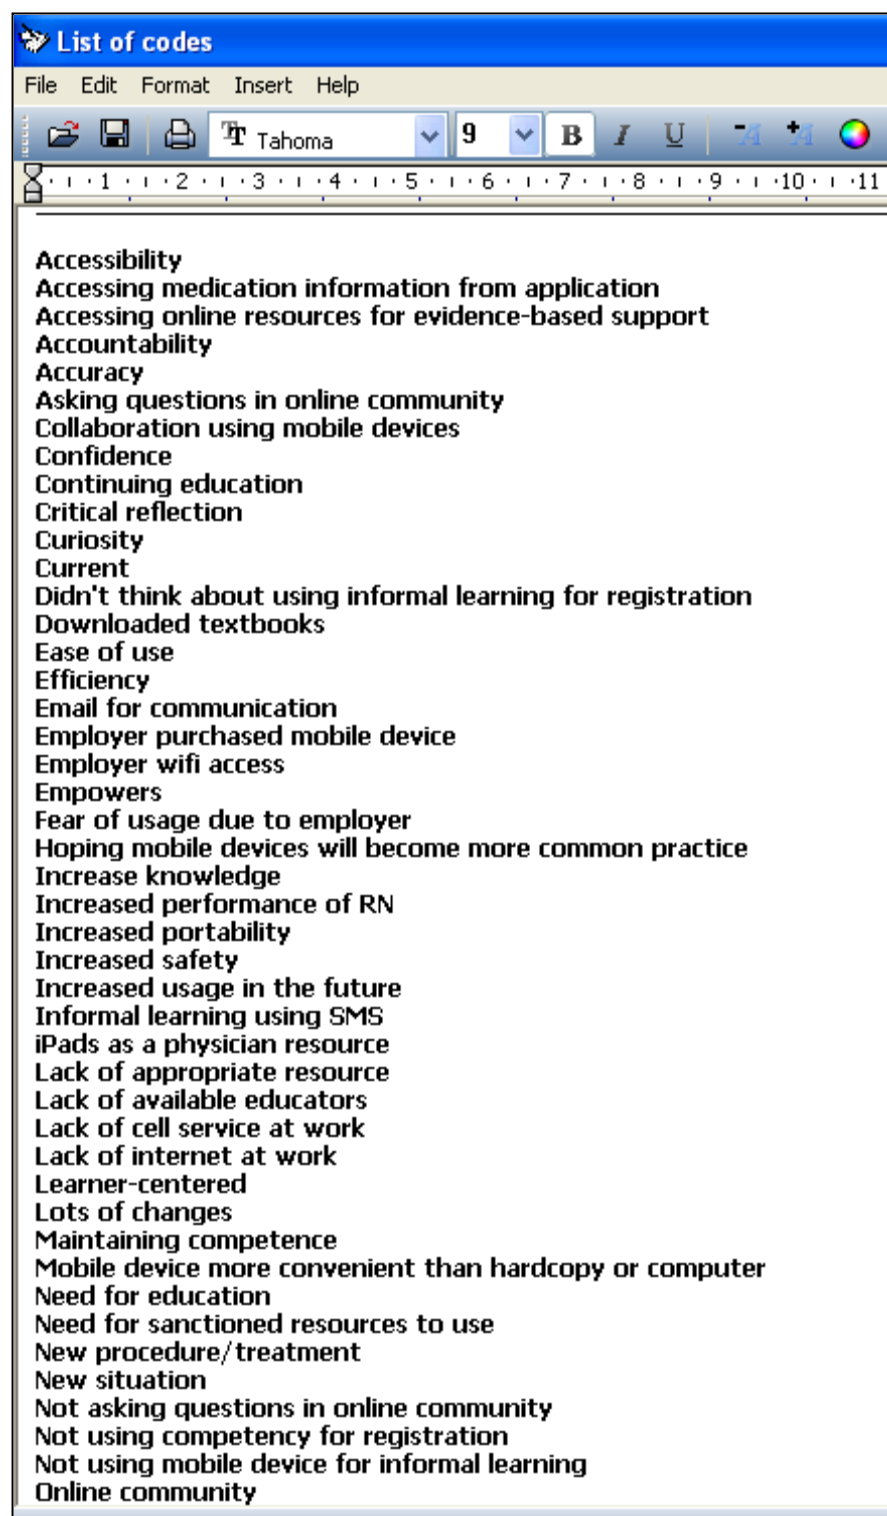 List of codes
File Edit Format Insert Help
Tahoma 9 B I U
1 2 3 4 5 6 7 8 9 10 11
Accessibility
Accessing medication information from application
Accessing online resources for evidence-based support
Accountability
Accuracy
Asking questions in online community
Collaboration using mobile devices
Confidence
Continuing education
Critical reflection
Curiosity
Current
Didn't think about using informal learning for registration
Downloaded textbooks
Ease of use
Efficiency
Email for communication
Employer purchased mobile device
Employer wifi access
Empowers
Fear of usage due to employer
Hoping mobile devices will become more common practice
Increase knowledge
Increased performance of RN
Increased portability
Increased safety
Increased usage in the future
Informal learning using SMS
iPads as a physician resource
Lack of appropriate resource
Lack of available educators
Lack of cell service at work
Lack of internet at work
Learner-centered
Lots of changes
Maintaining competence
Mobile device more convenient than hardcopy or computer
Need for education
Need for sanctioned resources to use
New procedure/treatment
New situation
Not asking questions in online community
Not using competency for registration
Not using mobile device for informal learning
Online community